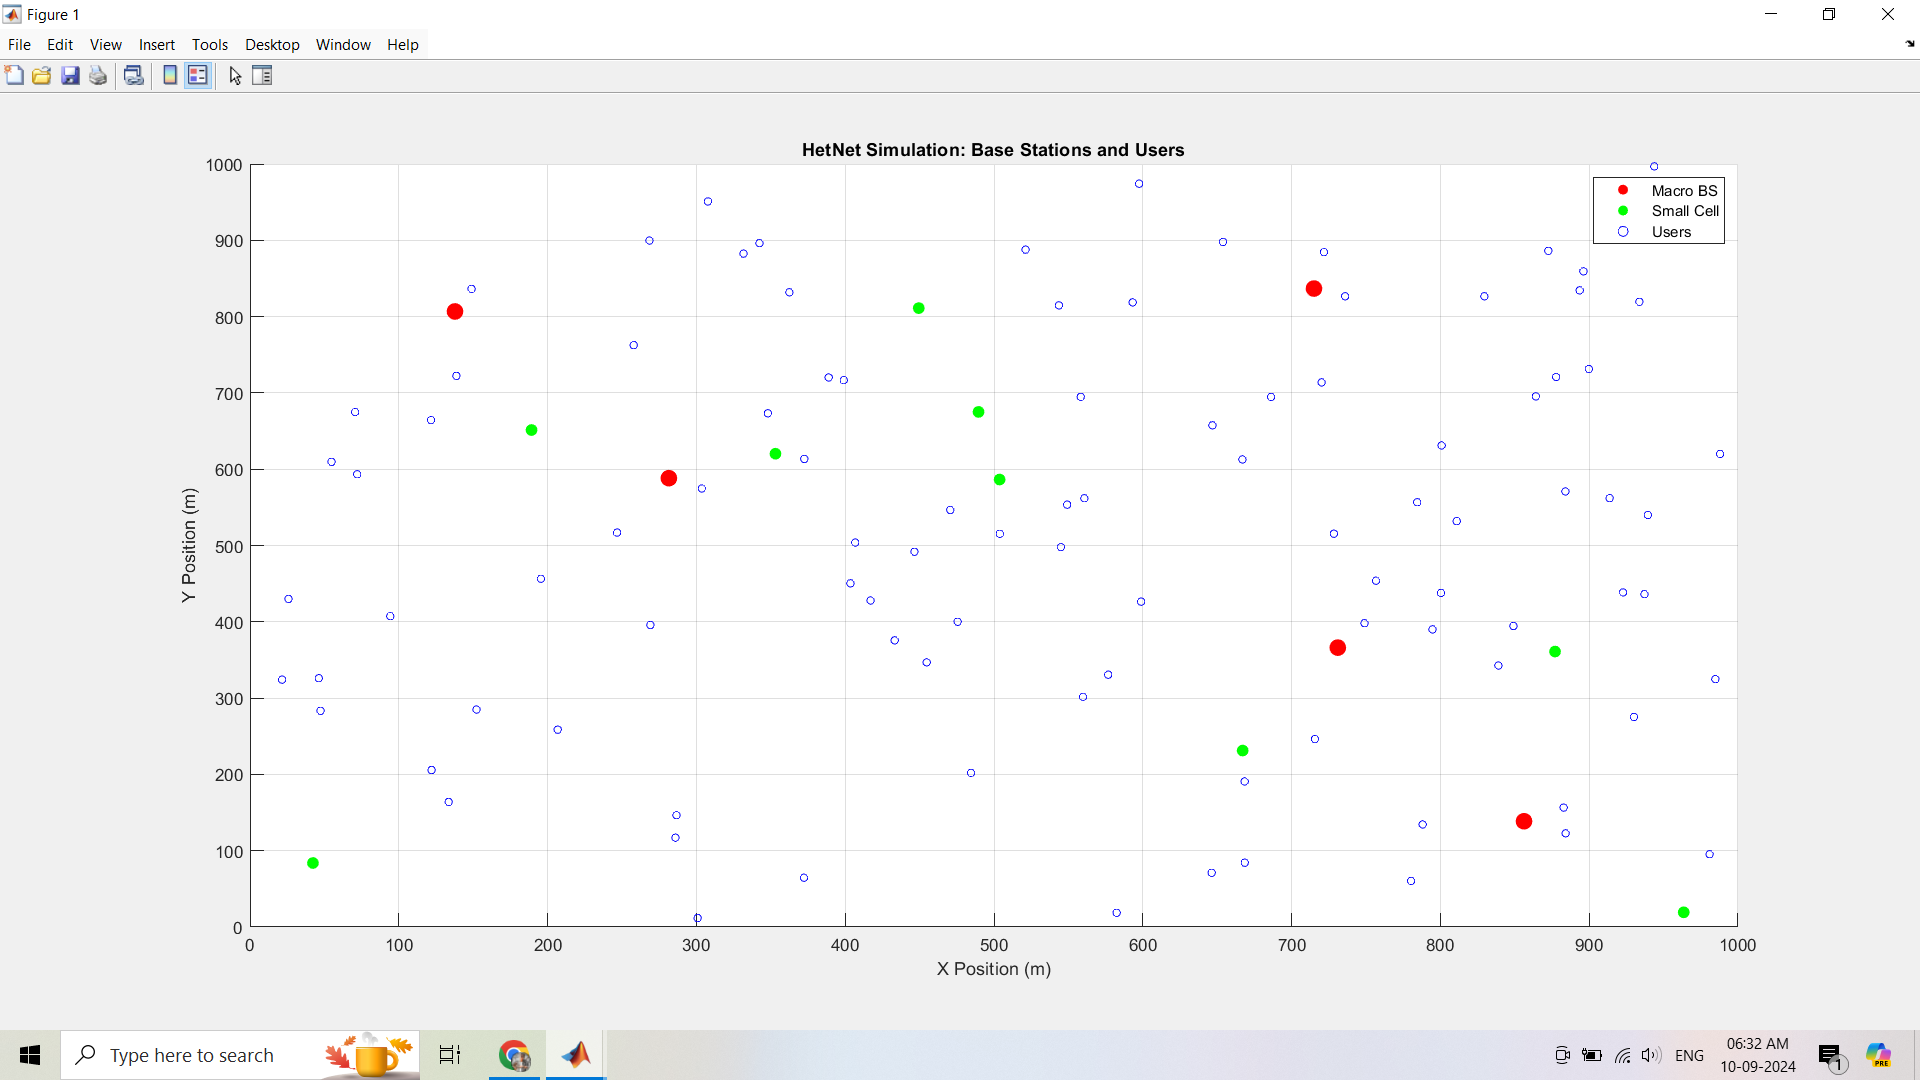 Figure 1
File Edit View Insert Tools Desktop Window Help
HetNet Simulation: Base Stations and Users
Macro BS
Small Cell
Users
Y Position (m)
1000
900
800
700
600
500
400
300
200
100
0
0 100 200 300 400 500 600 700 800 900 1000
X Position (m)
Type here to search
ENG
06:32 AM
10-09-2024
1
PRE